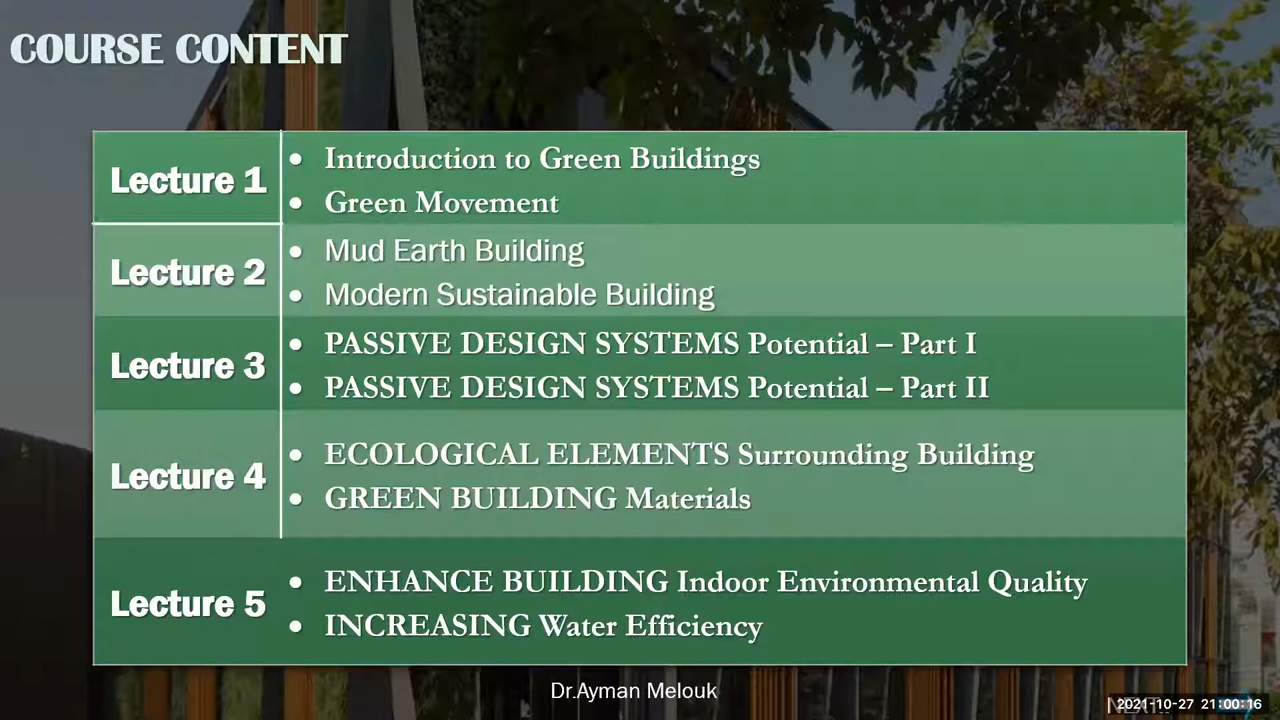 COURSE CONTENT
Lecture 1
• Introduction to Green Buildings
• Green Movement
Lecture 2
• Mud Earth Building
• Modern Sustainable Building
Lecture 3
• PASSIVE DESIGN SYSTEMS Potential – Part I
• PASSIVE DESIGN SYSTEMS Potential – Part II
Lecture 4
• ECOLOGICAL ELEMENTS Surrounding Building
• GREEN BUILDING Materials
Lecture 5
• ENHANCE BUILDING Indoor Environmental Quality
• INCREASING Water Efficiency
Dr.Ayman Melouk
2021-10-27 21:00:16